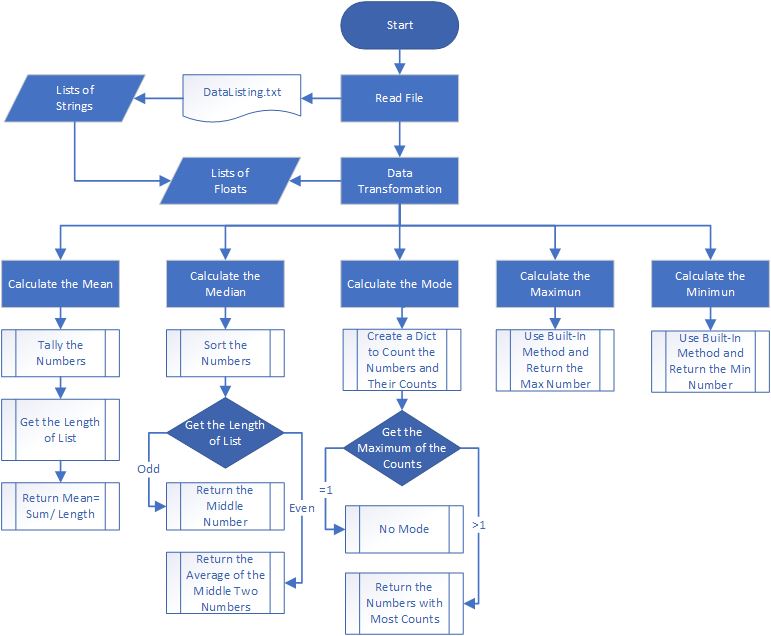 Start
Lists of
Strings
DataListing.txt
Read File
Lists of
Floats
Data
Transformation
Calculate the Mean
Calculate the
Median
Calculate the Mode
Calculate the
Maximun
Calculate the
Minimun
Tally the
Numbers
Sort the
Numbers
Create a Dict
to Count the
Numbers and
Their Counts
Use Built-In
Method and
Return the
Max Number
Use Built-In
Method and
Return the Min
Number
Get the Length
of List
Get the Length
of List
Get the
Maximum of the
Counts
Odd
Even
=1
>1
Return Mean=
Sum/ Length
Return the
Middle
Number
No Mode
Return the
Average of the
Middle Two
Numbers
Return the
Numbers with
Most Counts